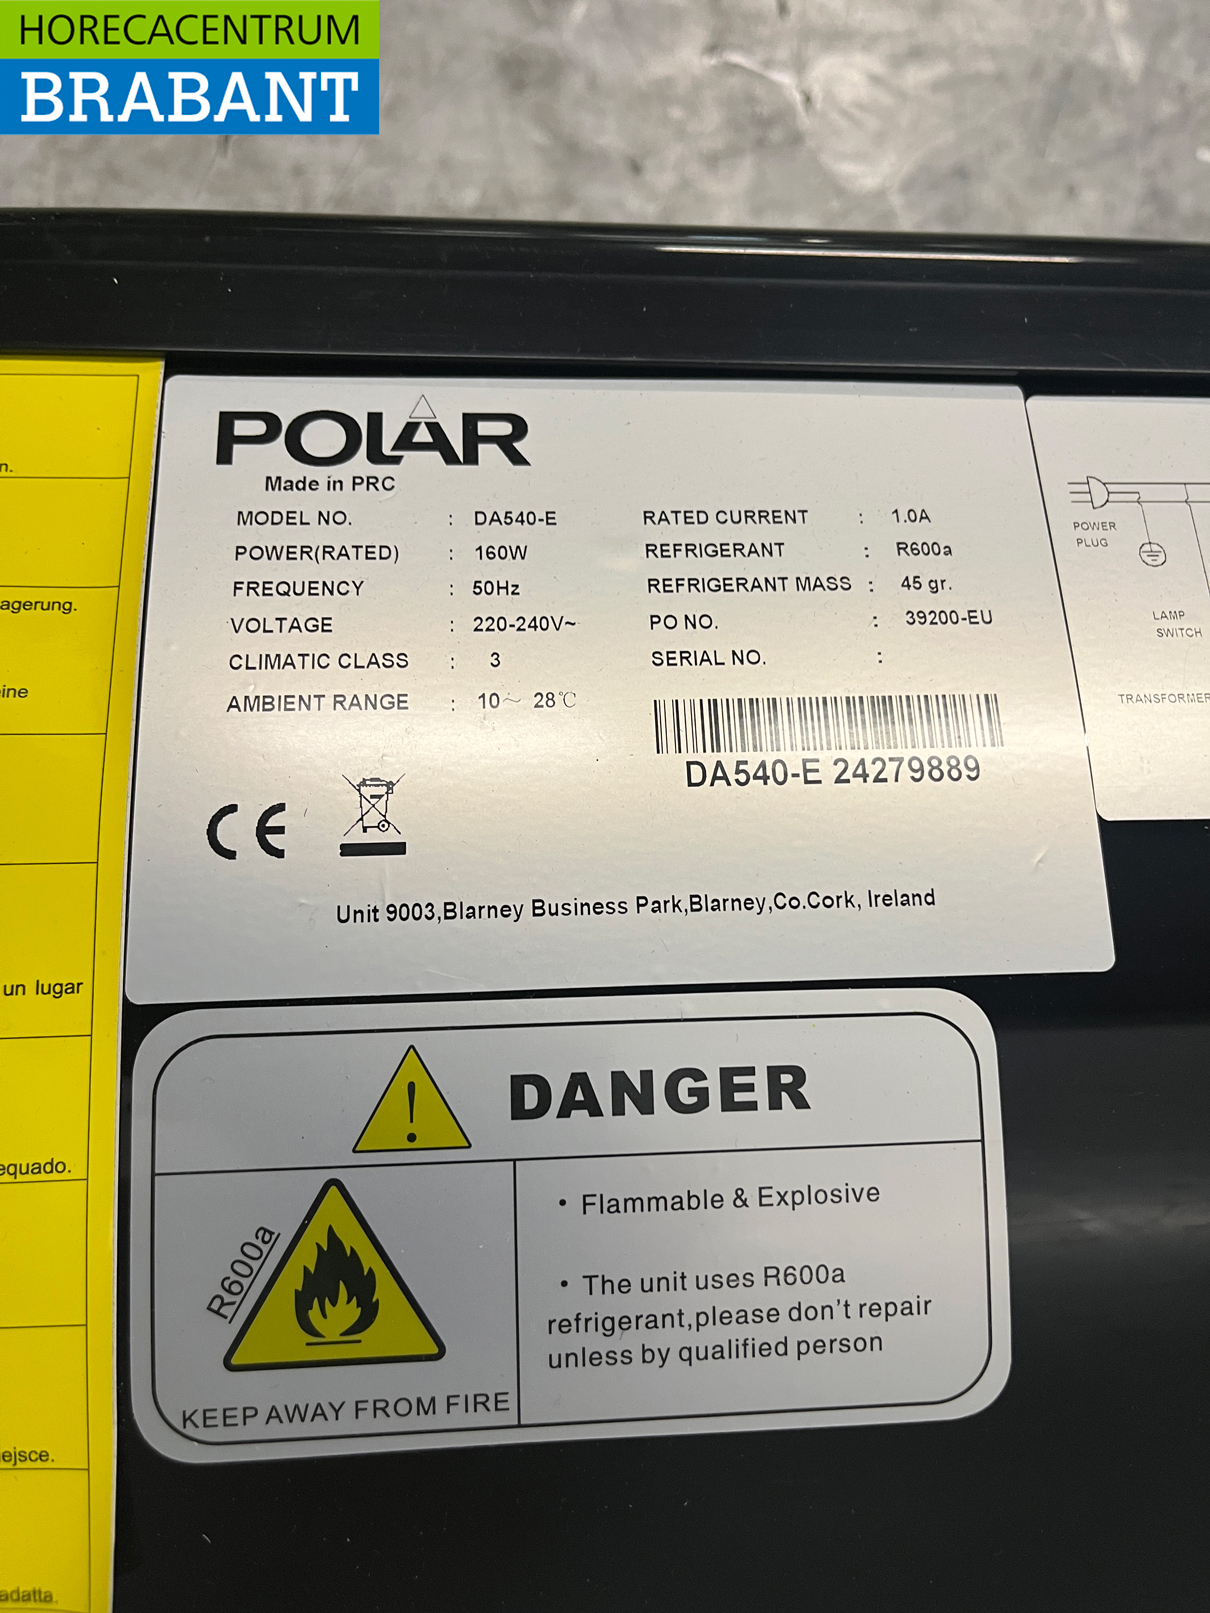 HORECACENTRUM
BRABANT
n.
agerung.
eine
un lugar
equado.
ejsce.
adatta.
POLAR
Made in PRC
MODEL NO. : DA540-E
POWER(RATED) : 160W
FREQUENCY : 50Hz
VOLTAGE : 220-240V~
CLIMATIC CLASS : 3
AMBIENT RANGE : 10～ 28℃
RATED CURRENT : 1.0A
REFRIGERANT : R600a
REFRIGERANT MASS : 45 gr.
PO NO. : 39200-EU
SERIAL NO. :
DA540-E 24279889
CE
Unit 9003,Blarney Business Park,Blarney,Co.Cork, Ireland
POWER
PLUG
LAMP
SWITCH
TRANSFORMER
DANGER
R600a
KEEP AWAY FROM FIRE
• Flammable & Explosive
• The unit uses R600a
refrigerant,please don't repair
unless by qualified person